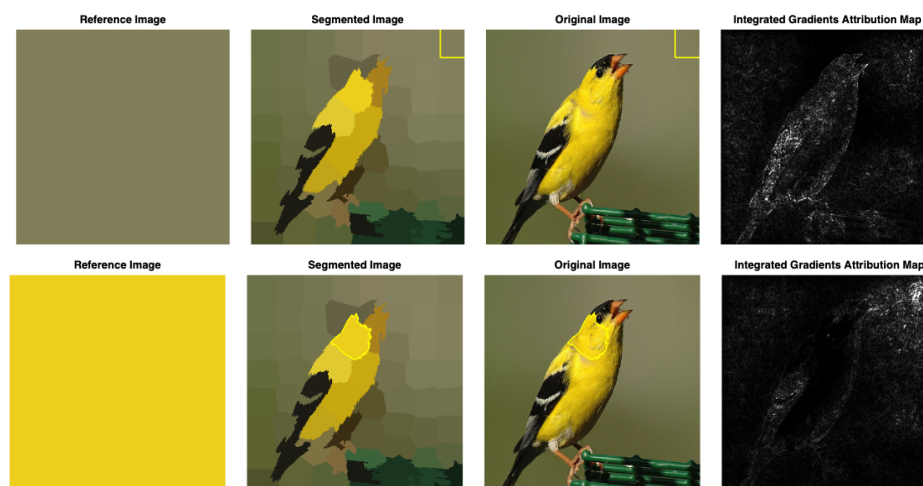 Reference Image
Segmented Image
Original Image
Integrated Gradients Attribution Map
Reference Image
Segmented Image
Original Image
Integrated Gradients Attribution Map